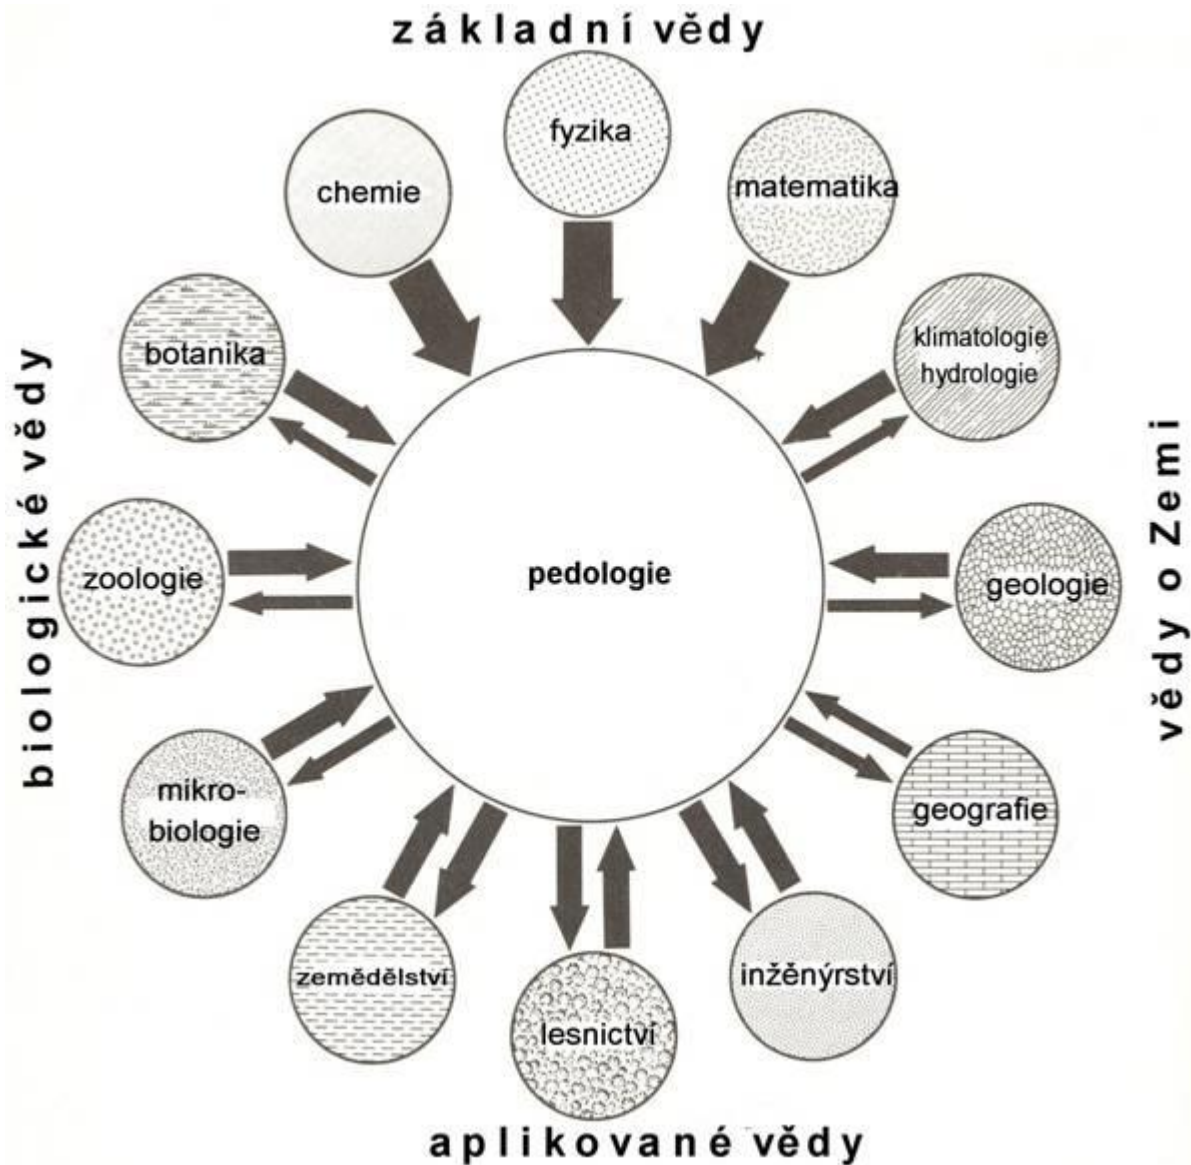 základní vědy
fyzika
chemie
matematika
botanika
klimatologie
hydrologie
biologické vědy
vědy o Zemi
zoologie
pedologie
geologie
mikro-
biologie
geografie
zemědělství
inžěnýrství
lesnictví
aplikované vědy